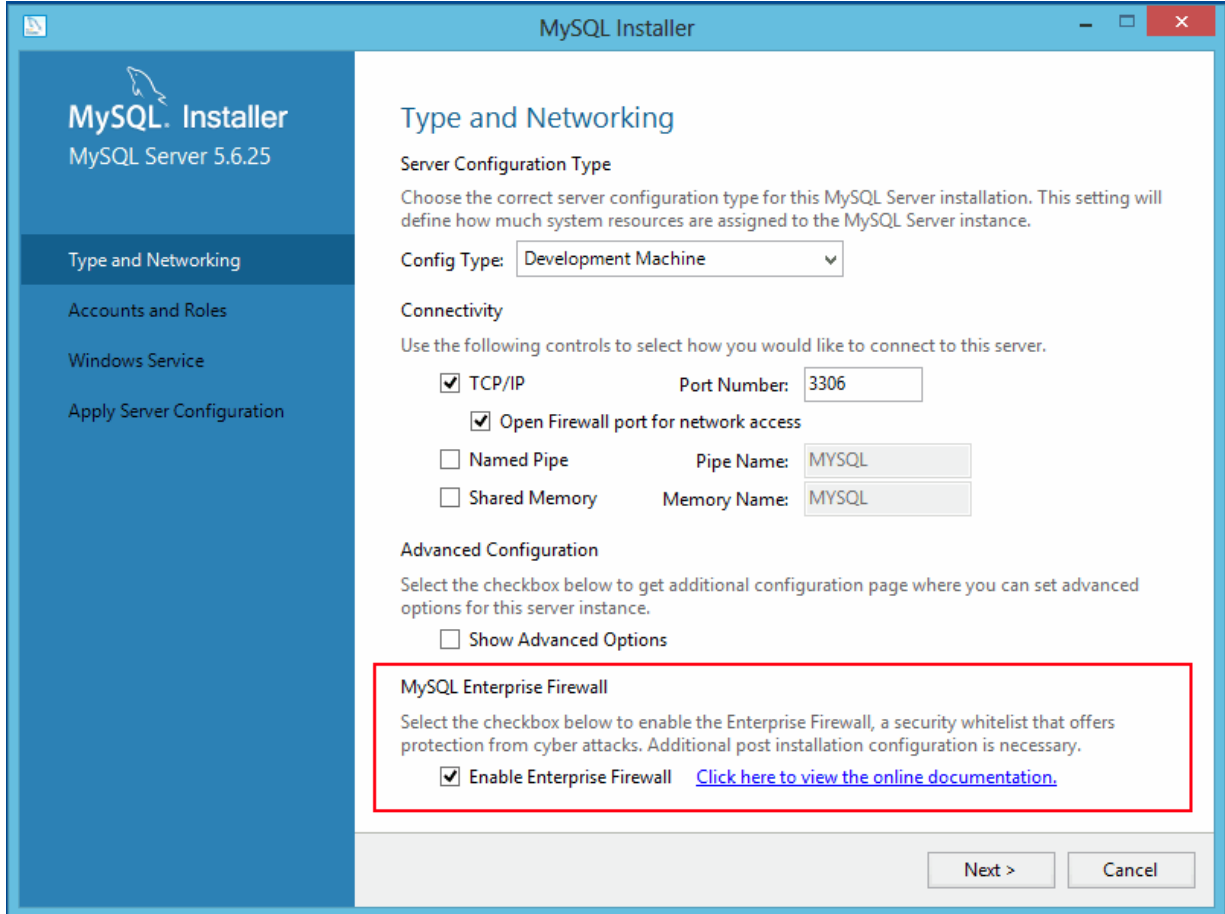 MySQL Installer
MySQL. Installer
MySQL Server 5.6.25
Type and Networking
Accounts and Roles
Windows Service
Apply Server Configuration
Type and Networking
Server Configuration Type
Choose the correct server configuration type for this MySQL Server installation. This setting will
define how much system resources are assigned to the MySQL Server instance.
Config Type: Development Machine
Connectivity
Use the following controls to select how you would like to connect to this server.
TCP/IP Port Number: 3306
Open Firewall port for network access
Named Pipe Pipe Name: MYSQL
Shared Memory Memory Name: MYSQL
Advanced Configuration
Select the checkbox below to get additional configuration page where you can set advanced
options for this server instance.
Show Advanced Options
MySQL Enterprise Firewall
Select the checkbox below to enable the Enterprise Firewall, a security whitelist that offers
protection from cyber attacks. Additional post installation configuration is necessary.
Enable Enterprise Firewall Click here to view the online documentation.
Next > Cancel